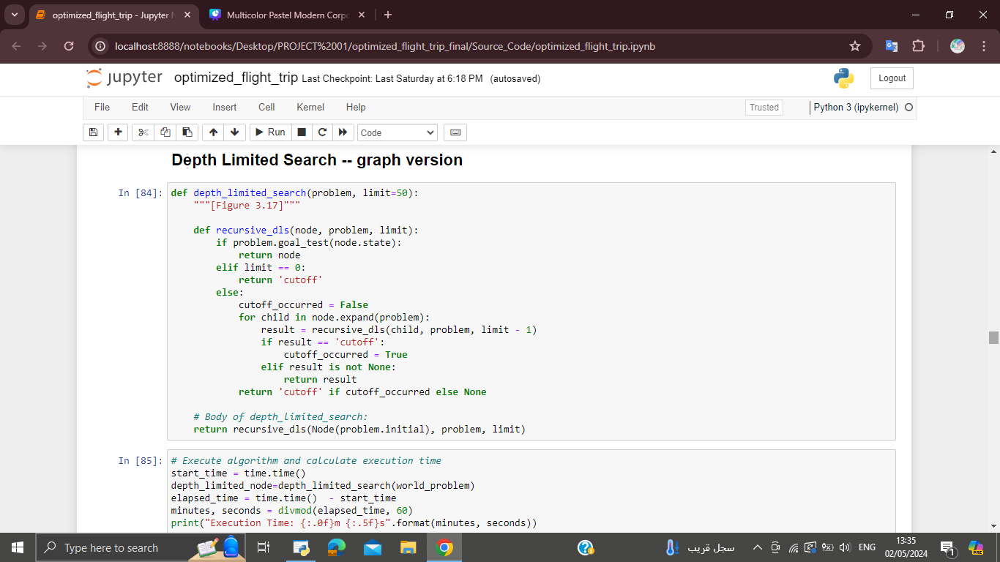 optimized_flight_trip - Jupyter N
Multicolor Pastel Modern Corpo
localhost:8888/notebooks/Desktop/PROJECT%2001/optimized_flight_trip_final/Source_Code/optimized_flight_trip.ipynb
jupyter optimized_flight_trip Last Checkpoint: Last Saturday at 6:18 PM (autosaved)
Logout
File Edit View Insert Cell Kernel Help
Trusted
Python 3 (ipykernel)
Run
Code
Depth Limited Search -- graph version
In [84]:
def depth_limited_search(problem, limit=50):
    """[Figure 3.17]"""
    def recursive_dls(node, problem, limit):
        if problem.goal_test(node.state):
            return node
        elif limit == 0:
            return 'cutoff'
        else:
            cutoff_occurred = False
            for child in node.expand(problem):
                result = recursive_dls(child, problem, limit - 1)
                if result == 'cutoff':
                    cutoff_occurred = True
                elif result is not None:
                    return result
            return 'cutoff' if cutoff_occurred else None
    # Body of depth_limited_search:
    return recursive_dls(Node(problem.initial), problem, limit)
In [85]:
# Execute algorithm and calculate execution time
start_time = time.time()
depth_limited_node=depth_limited_search(world_problem)
elapsed_time = time.time()  - start_time
minutes, seconds = divmod(elapsed_time, 60)
print("Execution Time: {:.0f}m {:.5f}s".format(minutes, seconds))
Type here to search
سجل قريب
ENG
13:35
02/05/2024
1
PRE